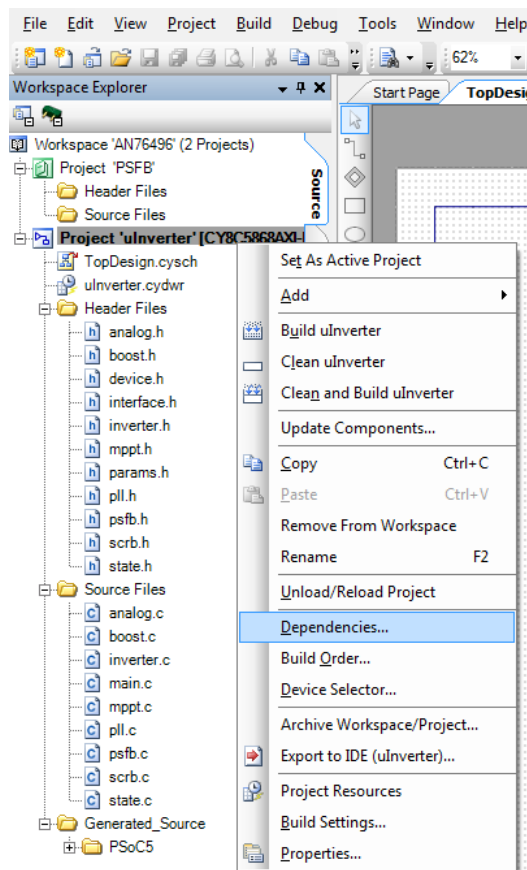 File Edit View Project Build Debug Tools Window Help
62%
Workspace Explorer
Start Page TopDesi
Workspace 'AN76496' (2 Projects)
Project 'PSFB'
Header Files
Source Files
Source
Project 'uInverter' [CY8C5868AXI-L
TopDesign.cysch
uInverter.cydwr
Header Files
analog.h
boost.h
device.h
interface.h
inverter.h
mppt.h
params.h
pll.h
psfb.h
scrb.h
state.h
Source Files
analog.c
boost.c
inverter.c
main.c
mppt.c
pll.c
psfb.c
scrb.c
state.c
Generated_Source
PSoC5
Set As Active Project
Add
Build uInverter
Clean uInverter
Clean and Build uInverter
Update Components...
Copy Ctrl+C
Paste Ctrl+V
Remove From Workspace
Rename F2
Unload/Reload Project
Dependencies...
Build Order...
Device Selector...
Archive Workspace/Project...
Export to IDE (uInverter)...
Project Resources
Build Settings...
Properties...